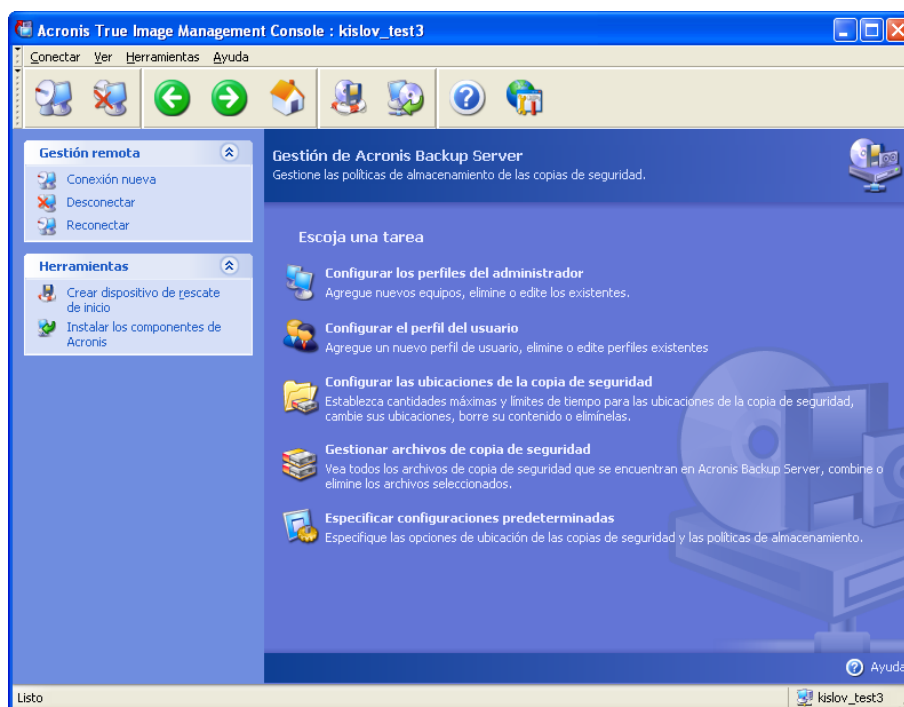 Acronis True Image Management Console : kislov_test3
Conectar Ver Herramientas Ayuda
Gestión remota
Conexión nueva
Desconectar
Reconectar
Herramientas
Crear dispositivo de rescate
de inicio
Instalar los componentes de
Acronis
Gestión de Acronis Backup Server
Gestione las políticas de almacenamiento de las copias de seguridad.
Escoja una tarea
Configurar los perfiles del administrador
Agregue nuevos equipos, elimine o edite los existentes.
Configurar el perfil del usuario
Agregue un nuevo perfil de usuario, elimine o edite perfiles existentes
Configurar las ubicaciones de la copia de seguridad
Establezca cantidades máximas y límites de tiempo para las ubicaciones de la copia de seguridad,
cambie sus ubicaciones, borre su contenido o elimínelas.
Gestionar archivos de copia de seguridad
Vea todos los archivos de copia de seguridad que se encuentran en Acronis Backup Server, combine o
elimine los archivos seleccionados.
Especificar configuraciones predeterminadas
Especifique las opciones de ubicación de las copias de seguridad y las políticas de almacenamiento.
Ayuda
Listo
kislov_test3